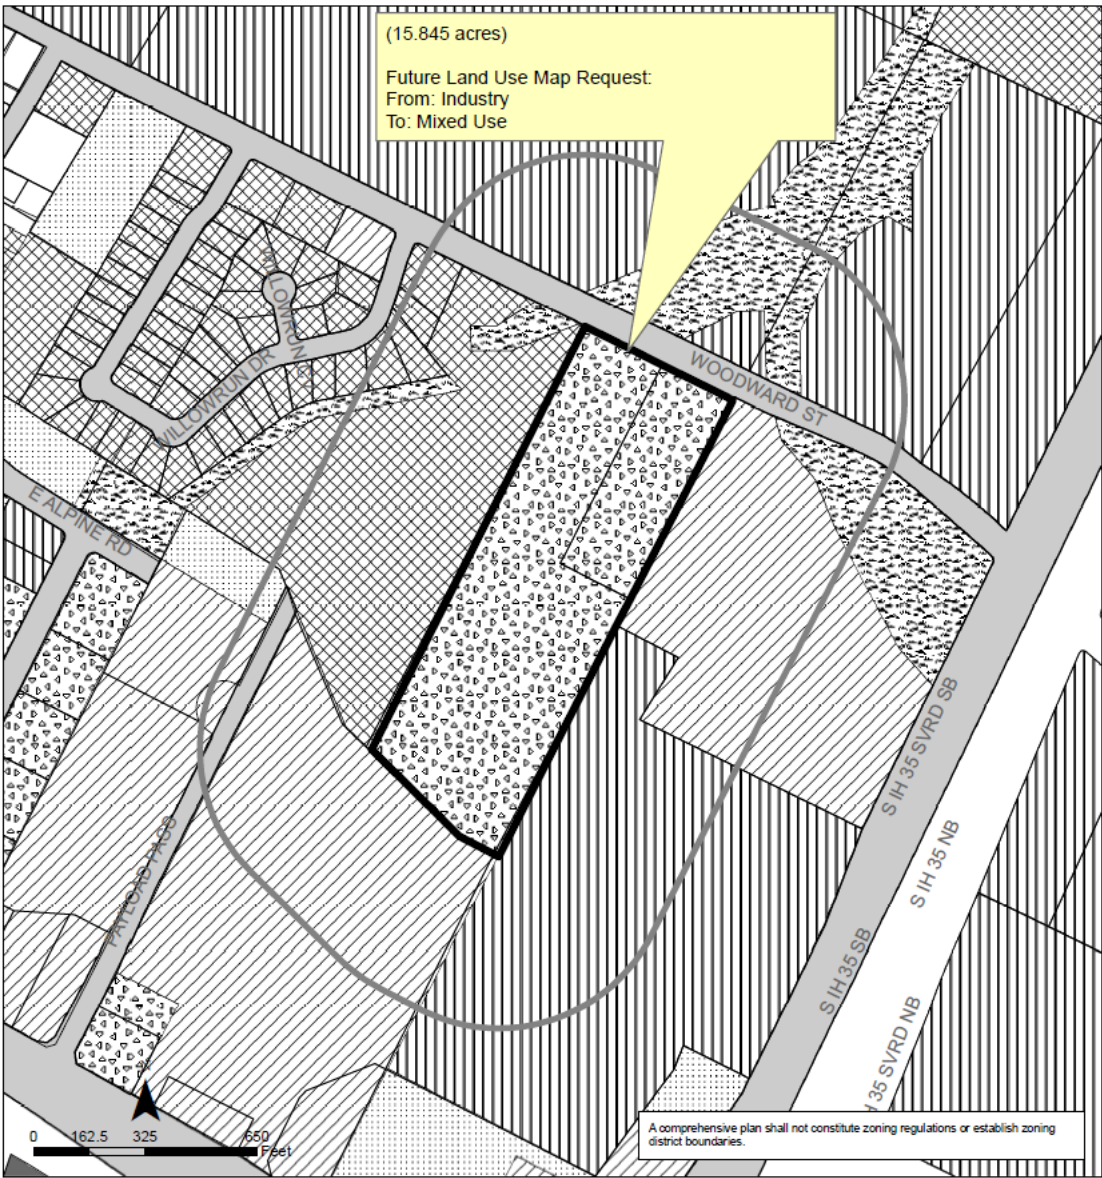 (15.845 acres)
Future Land Use Map Request:
From: Industry
To: Mixed Use
WILLOWRUN
WILLOWRUN DR
WOODWARD ST
E ALPINE RD
PAYLOAD PASS
S IH 35 SVRD SB
S IH 35 NB
S IH 35 SB
35 SVRD NB
0 162.5 325 650
Feet
A comprehensive plan shall not constitute zoning regulations or establish zoning
district boundaries.